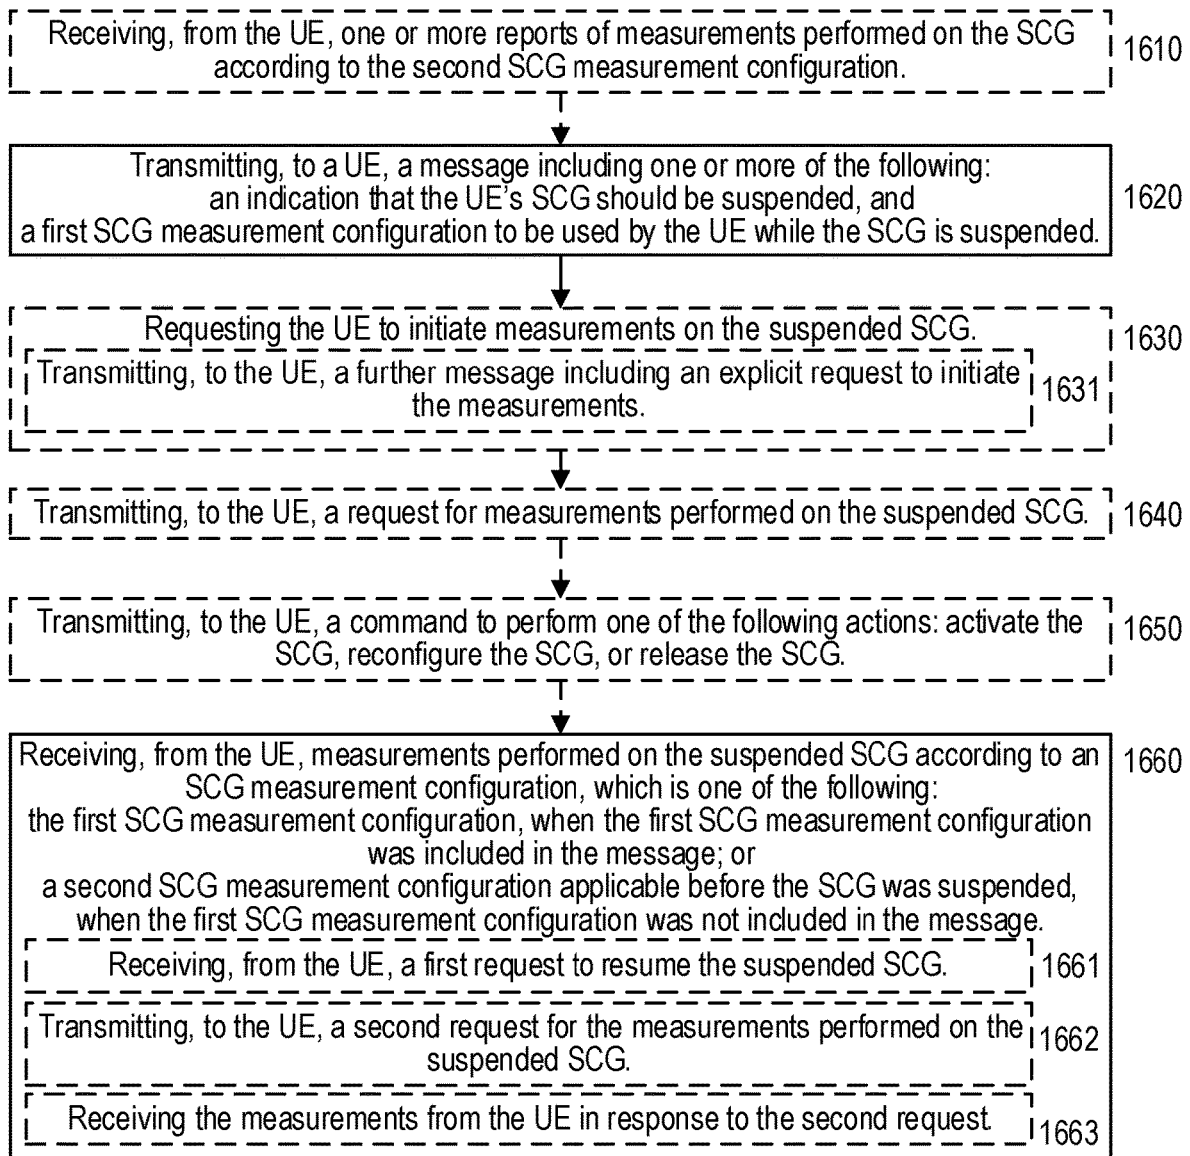 Receiving, from the UE, one or more reports of measurements performed on the SCG
according to the second SCG measurement configuration.
1610
Transmitting, to a UE, a message including one or more of the following:
an indication that the UE's SCG should be suspended, and
a first SCG measurement configuration to be used by the UE while the SCG is suspended.
1620
Requesting the UE to initiate measurements on the suspended SCG.
1630
Transmitting, to the UE, a further message including an explicit request to initiate
the measurements.
1631
Transmitting, to the UE, a request for measurements performed on the suspended SCG.
1640
Transmitting, to the UE, a command to perform one of the following actions: activate the
SCG, reconfigure the SCG, or release the SCG.
1650
Receiving, from the UE, measurements performed on the suspended SCG according to an
SCG measurement configuration, which is one of the following:
the first SCG measurement configuration, when the first SCG measurement configuration
was included in the message; or
a second SCG measurement configuration applicable before the SCG was suspended,
when the first SCG measurement configuration was not included in the message.
1660
Receiving, from the UE, a first request to resume the suspended SCG.
1661
Transmitting, to the UE, a second request for the measurements performed on the
suspended SCG.
1662
Receiving the measurements from the UE in response to the second request.
1663